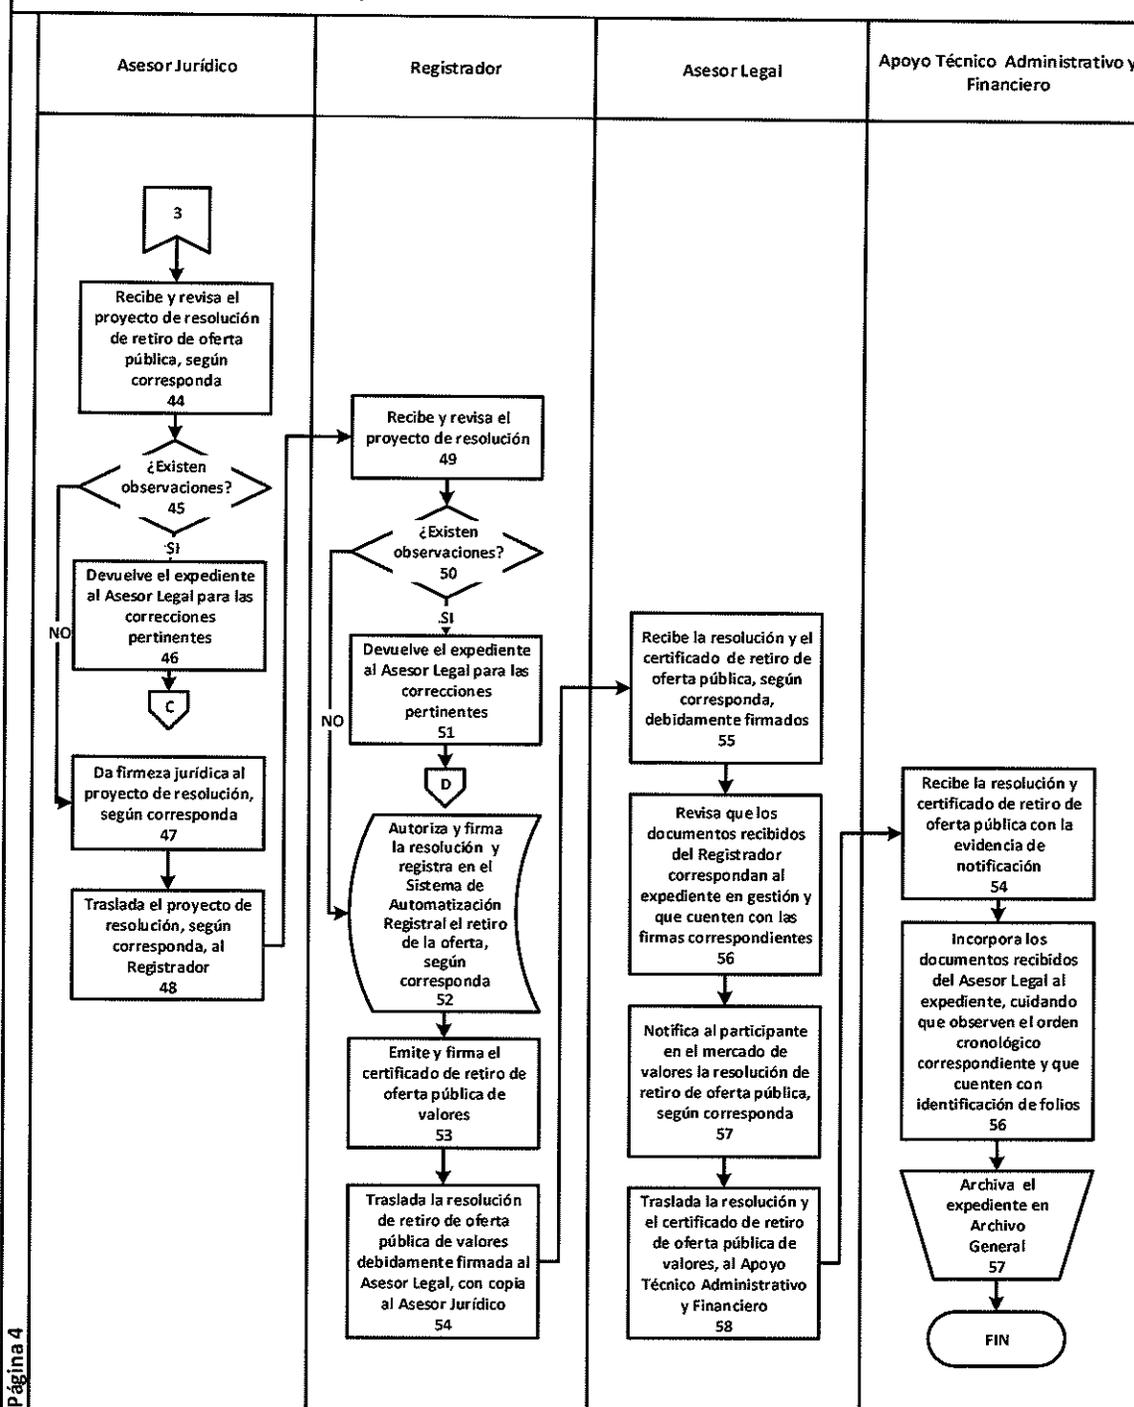 Asesor Jurídico
Registrador
Asesor Legal
Apoyo Técnico Administrativo y
Financiero
3
Recibe y revisa el
proyecto de resolución
de retiro de oferta
pública, según
corresponda
44
¿Existen
observaciones?
45
SI
Devuelve el expediente
al Asesor Legal para las
correcciones
pertinentes
46
NO
C
Da firmeza jurídica al
proyecto de resolución,
según corresponda
47
Traslada el proyecto de
resolución, según
corresponda, al
Registrador
48
Recibe y revisa el
proyecto de resolución
49
¿Existen
observaciones?
50
SI
Devuelve el expediente
al Asesor Legal para las
correcciones
pertinentes
51
NO
D
Autoriza y firma
la resolución y
registra en el
Sistema de
Automatización
Registral el retiro
de la oferta,
según
corresponda
52
Emite y firma el
certificado de retiro de
oferta pública de
valores
53
Traslada la resolución
de retiro de oferta
pública de valores
debidamente firmada al
Asesor Legal, con copia
al Asesor Jurídico
54
Recibe la resolución y el
certificado de retiro de
oferta pública, según
corresponda,
debidamente firmados
55
Revisa que los
documentos recibidos
del Registrador
correspondan al
expediente en gestión y
que cuenten con las
firmas correspondientes
56
Notifica al participante
en el mercado de
valores la resolución de
retiro de oferta pública,
según corresponda
57
Traslada la resolución y
el certificado de retiro
de oferta pública de
valores, al Apoyo
Técnico Administrativo
y Financiero
58
Recibe la resolución y
certificado de retiro de
oferta pública con la
evidencia de
notificación
54
Incorpora los
documentos recibidos
del Asesor Legal al
expediente, cuidando
que observen el orden
cronológico
correspondiente y que
cuenten con
identificación de folios
56
Archiva el
expediente en
Archivo
General
57
FIN
Página 4